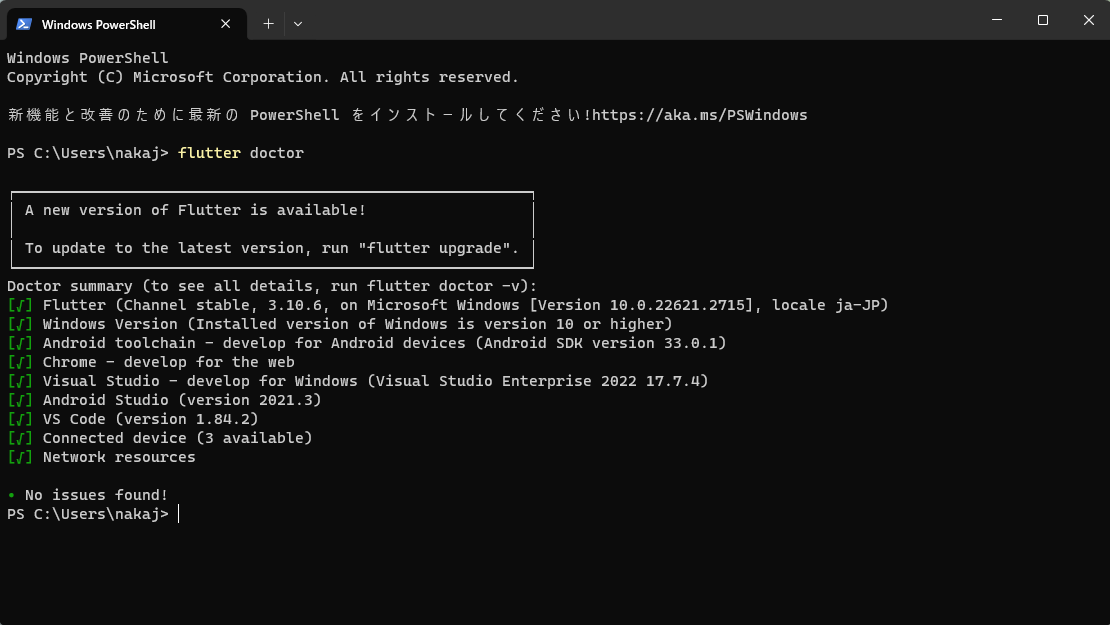 Windows PowerShell
Windows PowerShell
Copyright (C) Microsoft Corporation. All rights reserved.
新機能と改善のために最新の PowerShell をインストールしてください!https://aka.ms/PSWindows
PS C:\Users\nakaj> flutter doctor
A new version of Flutter is available!
To update to the latest version, run "flutter upgrade".
Doctor summary (to see all details, run flutter doctor -v):
[√] Flutter (Channel stable, 3.10.6, on Microsoft Windows [Version 10.0.22621.2715], locale ja-JP)
[√] Windows Version (Installed version of Windows is version 10 or higher)
[√] Android toolchain - develop for Android devices (Android SDK version 33.0.1)
[√] Chrome - develop for the web
[√] Visual Studio - develop for Windows (Visual Studio Enterprise 2022 17.7.4)
[√] Android Studio (version 2021.3)
[√] VS Code (version 1.84.2)
[√] Connected device (3 available)
[√] Network resources
• No issues found!
PS C:\Users\nakaj>